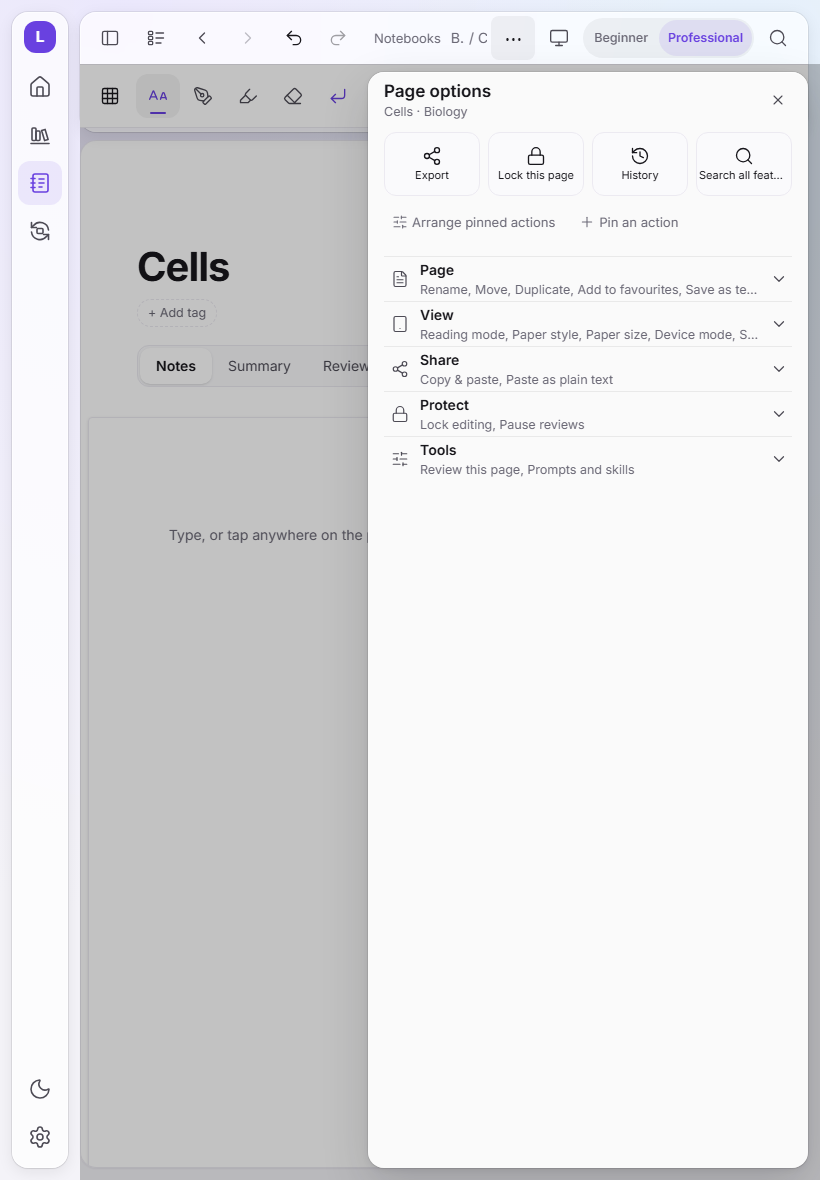 L
Notebooks B. / C
Beginner Professional
AA
Page options
Cells · Biology
Export
Lock this page
History
Search all feat...
Arrange pinned actions
Pin an action
Page
Rename, Move, Duplicate, Add to favourites, Save as te...
View
Reading mode, Paper style, Paper size, Device mode, S...
Share
Copy & paste, Paste as plain text
Protect
Lock editing, Pause reviews
Tools
Review this page, Prompts and skills
Cells
+ Add tag
Notes Summary Review
Type, or tap anywhere on the